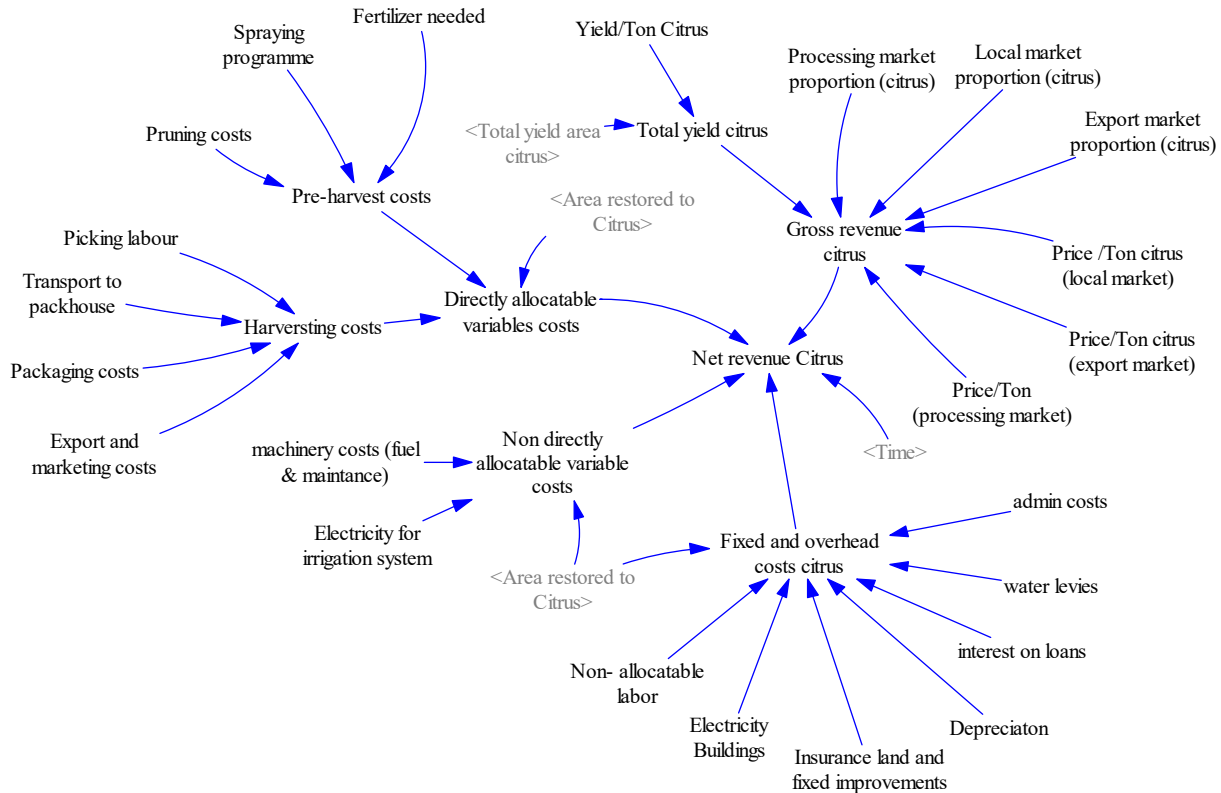 Fertilizer needed
Spraying
programme
Yield/Ton Citrus
Processing market
proportion (citrus)
Local market
proportion (citrus)
Pruning costs
<Total yield area
citrus>
Total yield citrus
Export market
proportion (citrus)
Pre-harvest costs
<Area restored to
Citrus>
Gross revenue
citrus
Picking labour
Price /Ton citrus
(local market)
Transport to
packhouse
Directly allocatable
variables costs
Harversting costs
Packaging costs
Net revenue Citrus
Price/Ton citrus
(export market)
Price/Ton
(processing market)
Export and
marketing costs
machinery costs (fuel
& maintance)
Non directly
allocatable variable
costs
<Time>
admin costs
Electricity for
irrigation system
Fixed and overhead
costs citrus
<Area restored to
Citrus>
water levies
interest on loans
Non- allocatable
labor
Electricity
Buildings
Depreciaton
Insurance land and
fixed improvements